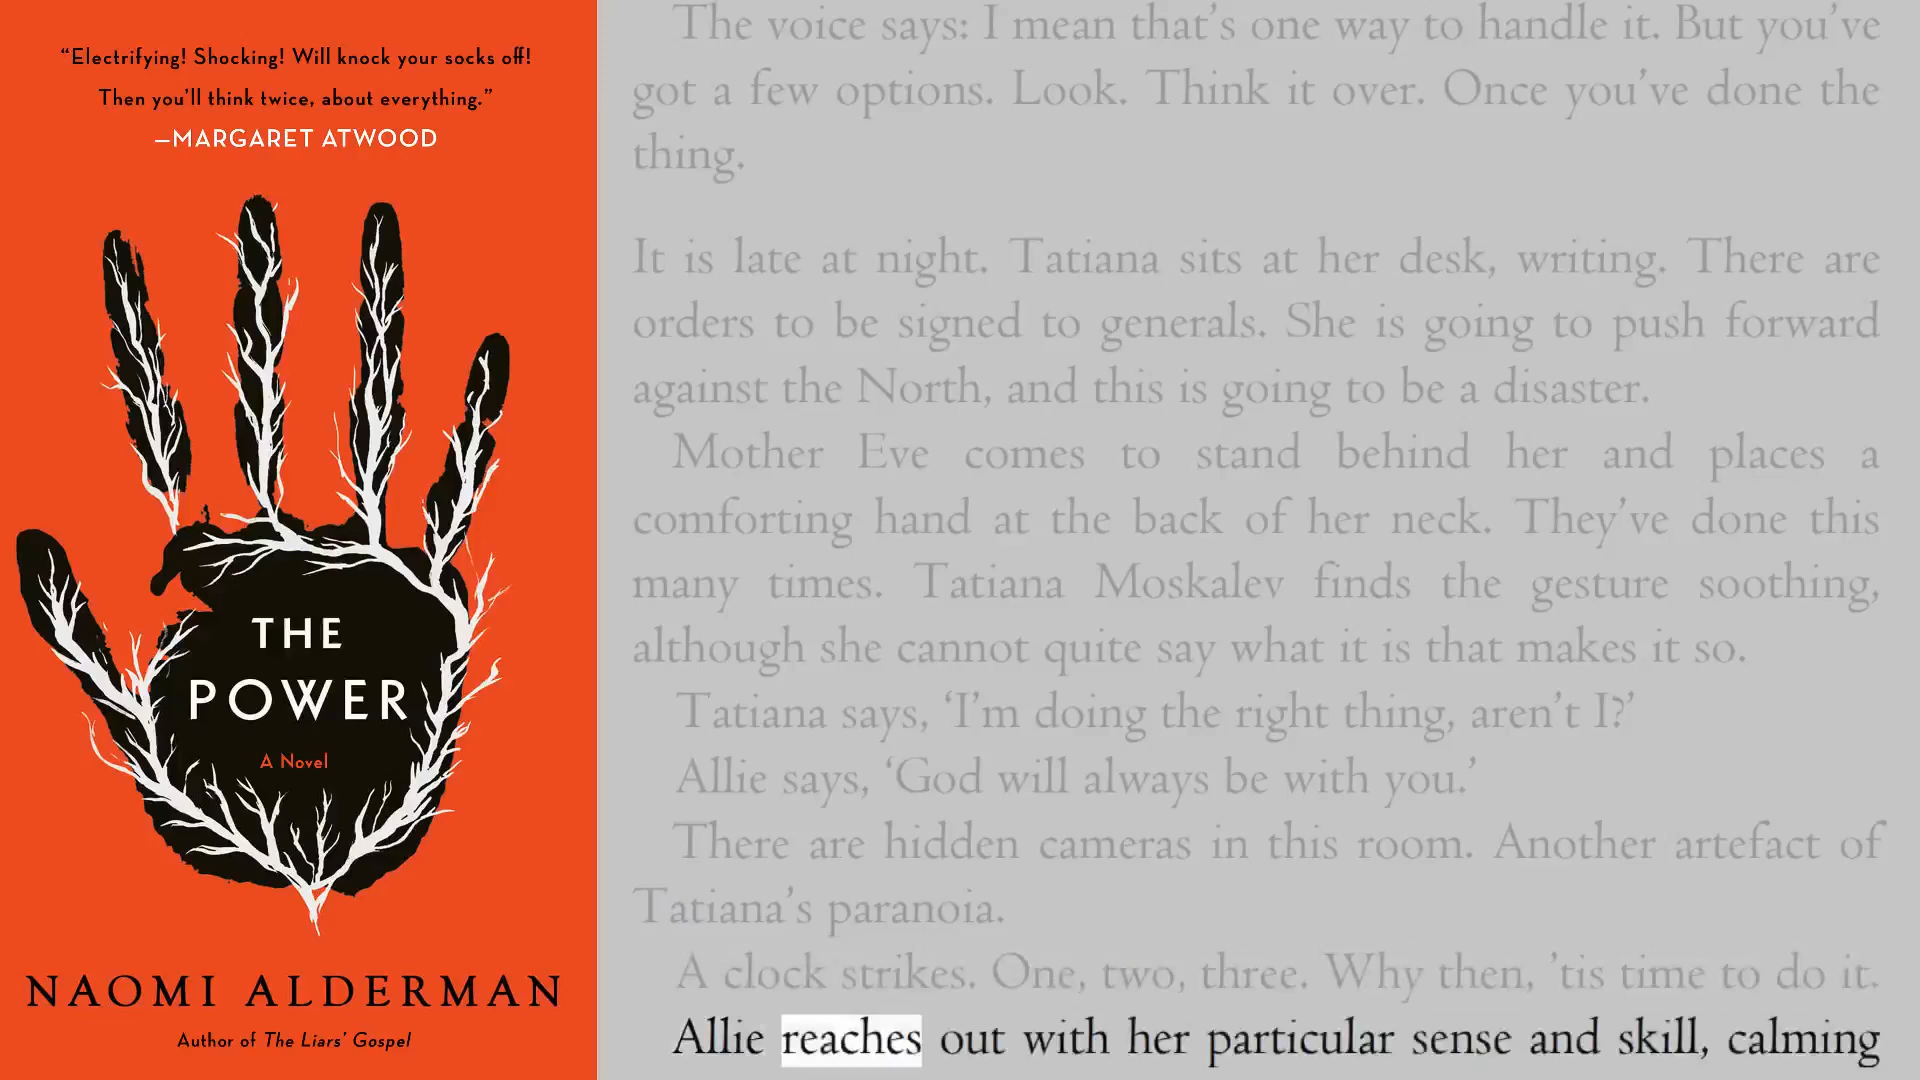 “Electrifying! Shocking! Will knock your socks off!
Then you’ll think twice, about everything.”
—MARGARET ATWOOD
THE
POWER
A Novel
NAOMI ALDERMAN
Author of The Liars’ Gospel
The voice says: I mean that’s one way to handle it. But you’ve
got a few options. Look. Think it over. Once you’ve done the
thing.
It is late at night. Tatiana sits at her desk, writing. There are
orders to be signed to generals. She is going to push forward
against the North, and this is going to be a disaster.
Mother Eve comes to stand behind her and places a
comforting hand at the back of her neck. They’ve done this
many times. Tatiana Moskalev finds the gesture soothing,
although she cannot quite say what it is that makes it so.
Tatiana says, ‘I’m doing the right thing, aren’t I?’
Allie says, ‘God will always be with you.’
There are hidden cameras in this room. Another artefact of
Tatiana’s paranoia.
A clock strikes. One, two, three. Why then, ’tis time to do it.
Allie reaches out with her particular sense and skill, calming